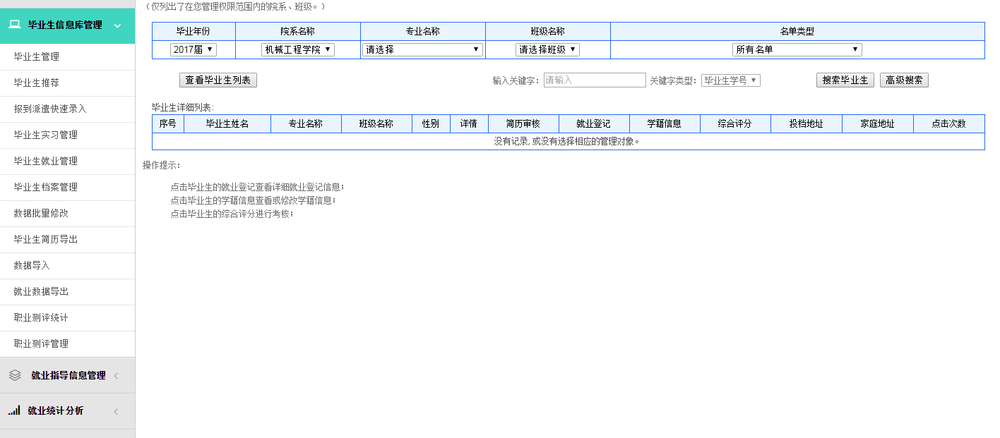 （仅列出了在您管理权限范围内的院系、班级。）
毕业生信息库管理
毕业生管理
毕业生推荐
报到派遣快速录入
毕业生实习管理
毕业生就业管理
毕业生档案管理
数据批量修改
毕业生简历导出
数据导入
就业数据导出
职业测评统计
职业测评管理
就业指导信息管理
就业统计分析
毕业年份 院系名称 专业名称 班级名称 名单类型
2017届 机械工程学院 请选择 请选择班级 所有名单
查看毕业生列表 输入关键字: 请输入 关键字类型: 毕业生学号 搜索毕业生 高级搜索
毕业生详细列表:
序号 毕业生姓名 专业名称 班级名称 性别 详情 简历审核 就业登记 学籍信息 综合评分 投档地址 家庭地址 点击次数
没有记录,或没有选择相应的管理对象。
操作提示:
点击毕业生的就业登记查看详细就业登记信息;
点击毕业生的学籍信息查看或修改学籍信息;
点击毕业生的综合评分进行考核;